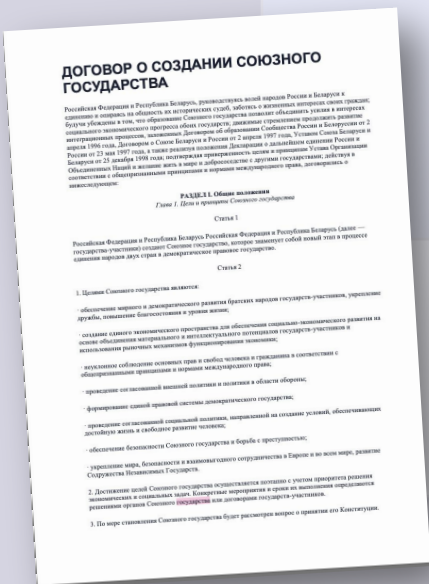 ДОГОВОР О СОЗДАНИИ СОЮЗНОГО
ГОСУДАРСТВА
Российская Федерация и Республика Беларусь, руководствуясь волей народов России и Беларуси к
единению и опираясь на общность их исторических судеб, заботясь о жизненных интересах своих граждан;
будучи убеждены в том, что образование Союзного государства позволит объединить усилия в интересах
социального экономического прогресса обоих государств; движимые стремлением продолжить развитие
интеграционных процессов, заложенных Договором об образовании Сообщества России и Белоруссии от 2
апреля 1996 года, Договором о Союзе Беларуси и России от 2 апреля 1997 года, Уставом Союза Беларуси и
России от 23 мая 1997 года, а также реализуя положения Декларации о дальнейшем единении России и
Беларуси от 25 декабря 1998 года; подтверждая приверженность целям и принципам Устава Организации
Объединенных Наций и желание жить в мире и добрососедстве с другими государствами; действуя в
соответствии с общепризнанными принципами и нормами международного права, договорились о
нижеследующем:
РАЗДЕЛ I. Общие положения
Глава 1. Цели и принципы Союзного государства
Статья 1
Российская Федерация и Республика Беларусь Российская Федерация и Республика Беларусь (далее —
государства-участники) создают Союзное государство, которое знаменует собой новый этап в процессе
единения народов двух стран в демократическое правовое государство.
Статья 2
1. Целями Союзного государства являются:
· обеспечение мирного и демократического развития братских народов государств-участников, укрепление
дружбы, повышение благосостояния и уровня жизни;
· создание единого экономического пространства для обеспечения социально-экономического развития на
основе объединения материального и интеллектуального потенциалов государств-участников и
использования рыночных механизмов функционирования экономики;
· неуклонное соблюдение основных прав и свобод человека и гражданина в соответствии с
общепризнанными принципами и нормами международного права;
· проведение согласованной внешней политики и политики в области обороны;
· формирование единой правовой системы демократического государства;
· проведение согласованной социальной политики, направленной на создание условий, обеспечивающих
достойную жизнь и свободное развитие человека;
· обеспечение безопасности Союзного государства и борьба с преступностью;
· укрепление мира, безопасности и взаимовыгодного сотрудничества в Европе и во всем мире, развитие
Содружества Независимых Государств.
2. Достижение целей Союзного государства осуществляется поэтапно с учетом приоритета решения
экономических и социальных задач. Конкретные мероприятия и сроки их выполнения определяются
решениями органов Союзного государства или договорами государств-участников.
3. По мере становления Союзного государства будет рассмотрен вопрос о принятии его Конституции.